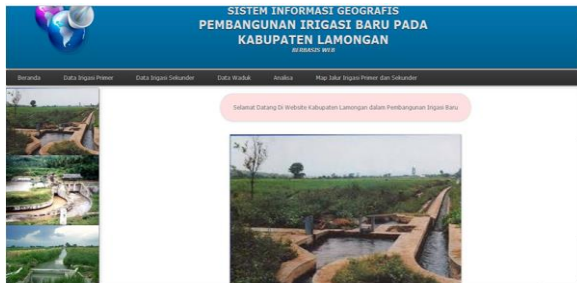 SISTEM INFORMASI GEOGRAFIS
PEMBANGUNAN IRIGASI BARU PADA
KABUPATEN LAMONGAN
BERBASIS WEB
Beranda Data Irigasi Primer Data Irigasi Sekunder Data Waduk Analisa Map Jalur Irigasi Primer dan Sekunder
Selamat Datang Di Website Kabupaten Lamongan dalam Pembangunan Irigasi Baru